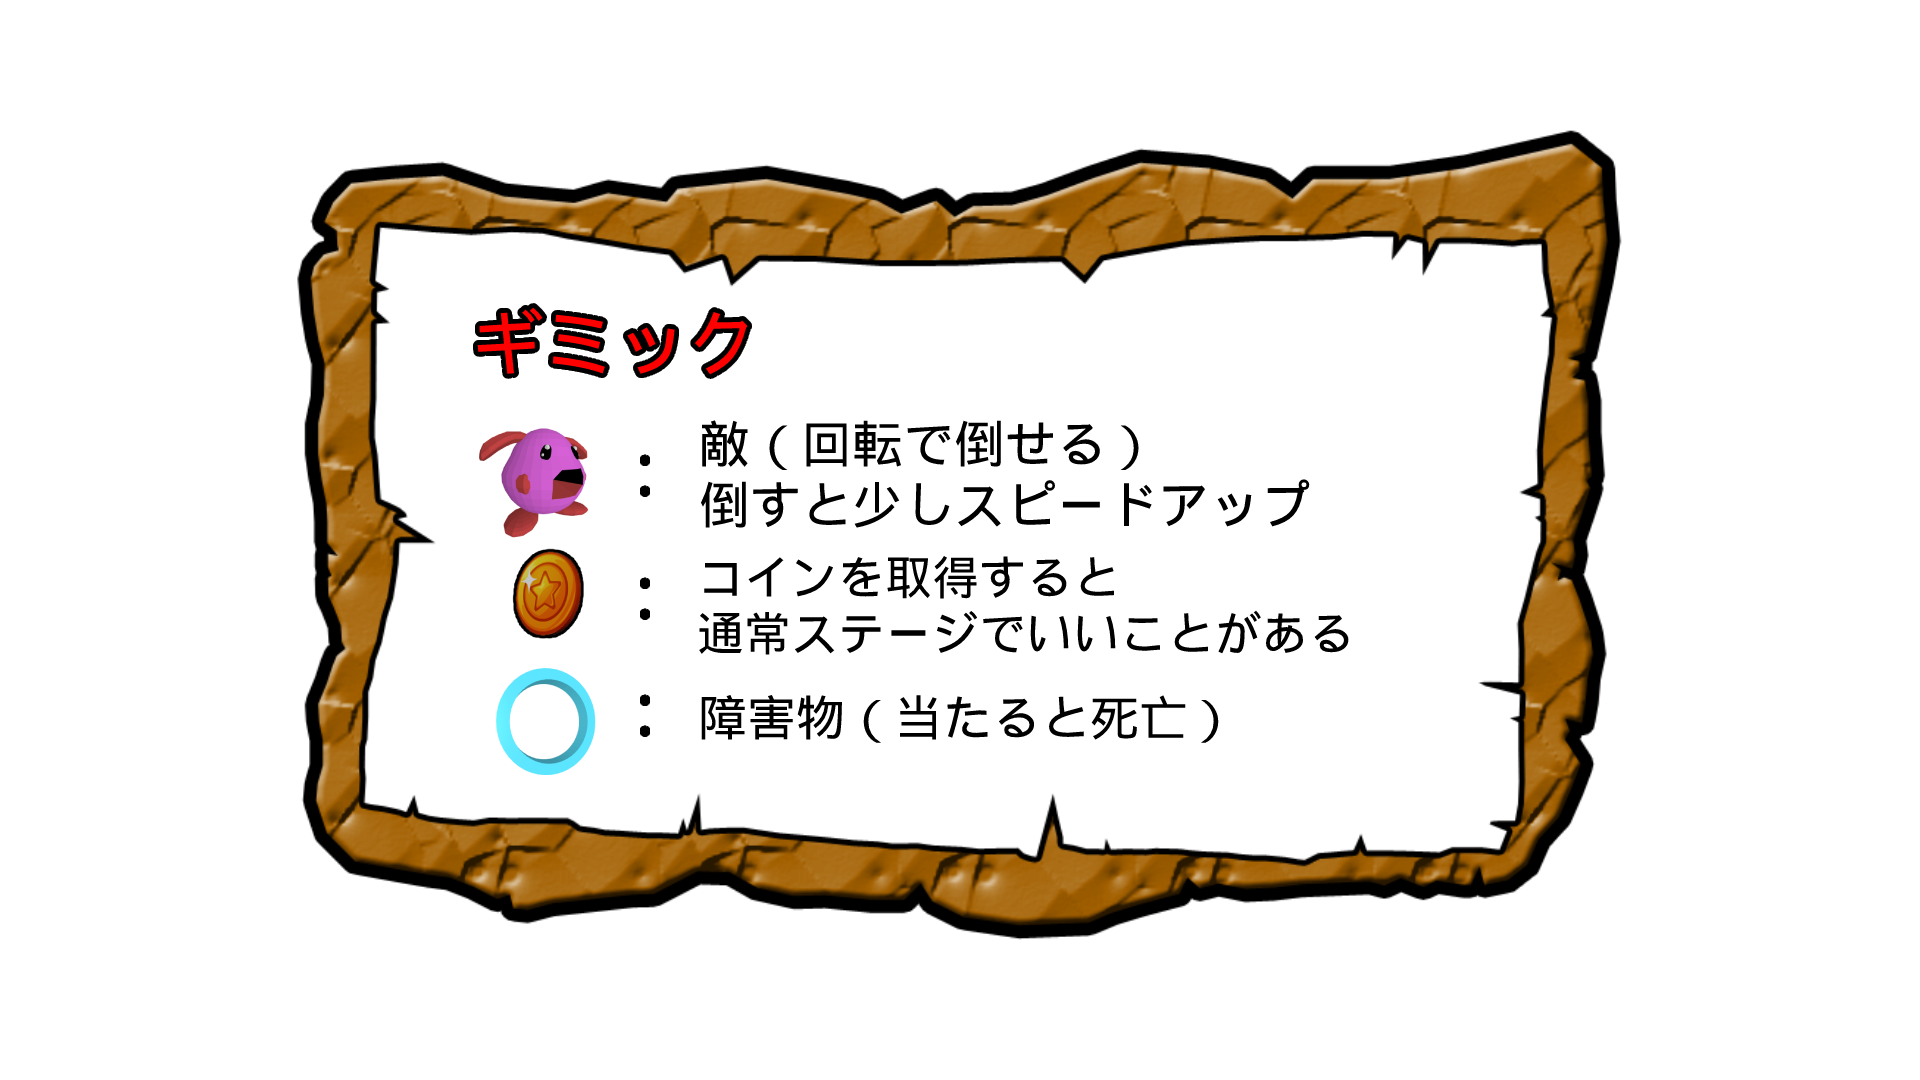 ギミック
：敵（回転で倒せる）
倒すと少しスピードアップ
：コインを取得すると
通常ステージでいいことがある
：障害物（当たると死亡）